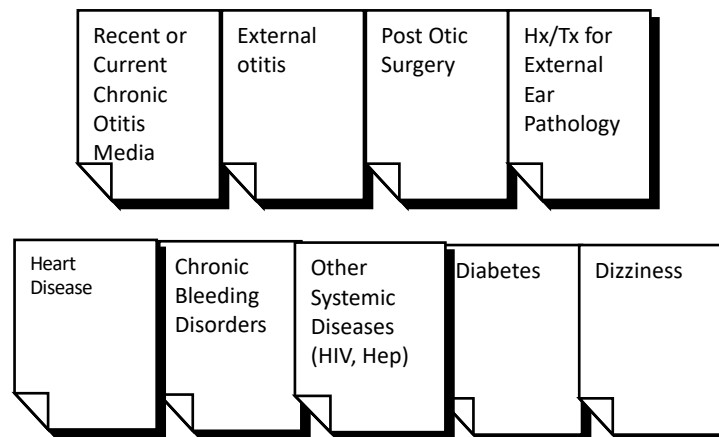 Recent or
Current
Chronic
Otitis
Media
External
otitis
Post Otic
Surgery
Hx/Tx for
External
Ear
Pathology
Heart
Disease
Chronic
Bleeding
Disorders
Other
Systemic
Diseases
(HIV, Hep)
Diabetes
Dizziness